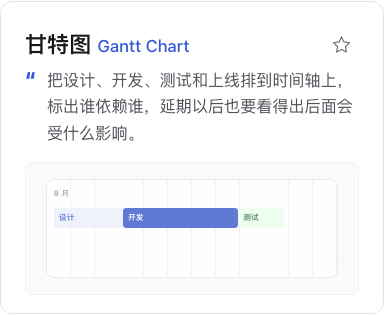 甘特图 Gantt Chart
把设计、开发、测试和上线排到时间轴上，
标出谁依赖谁，延期以后也要看得出后面会
受什么影响。
8 月
设计 开发 测试